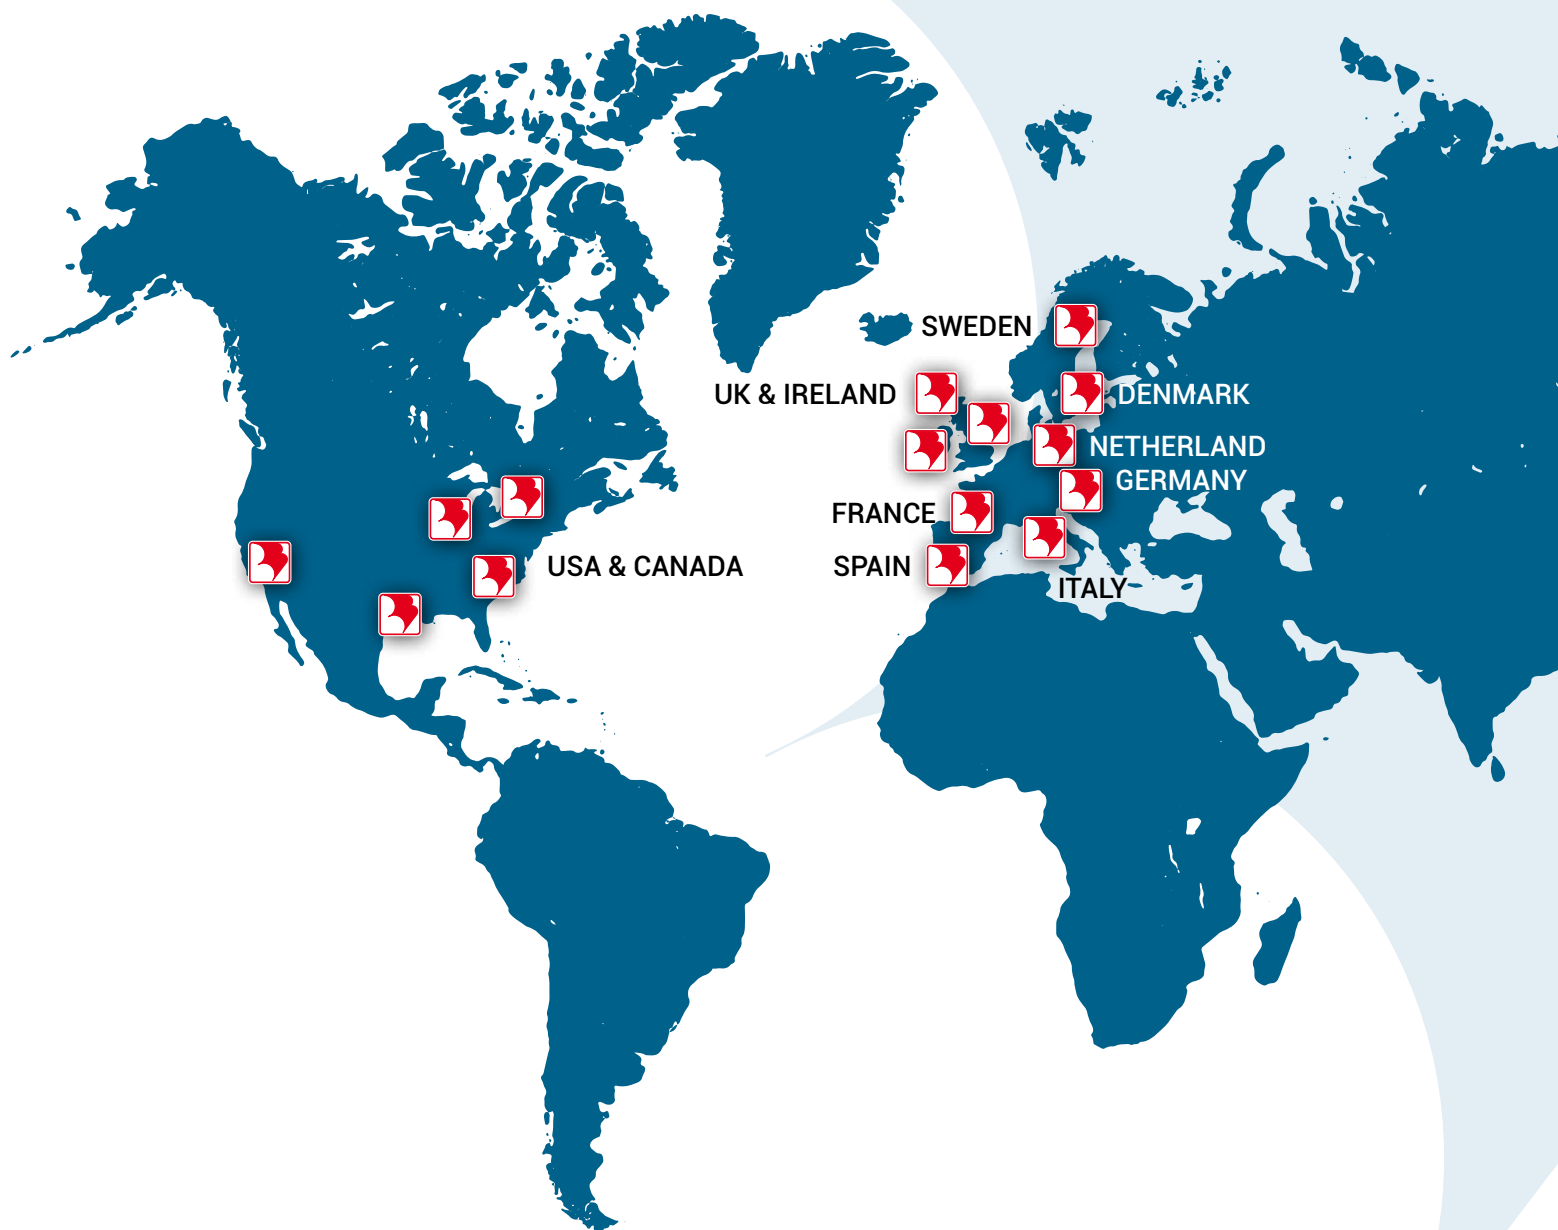 SWEDEN
UK & IRELAND
DENMARK
NETHERLAND
GERMANY
FRANCE
USA & CANADA
SPAIN
ITALY